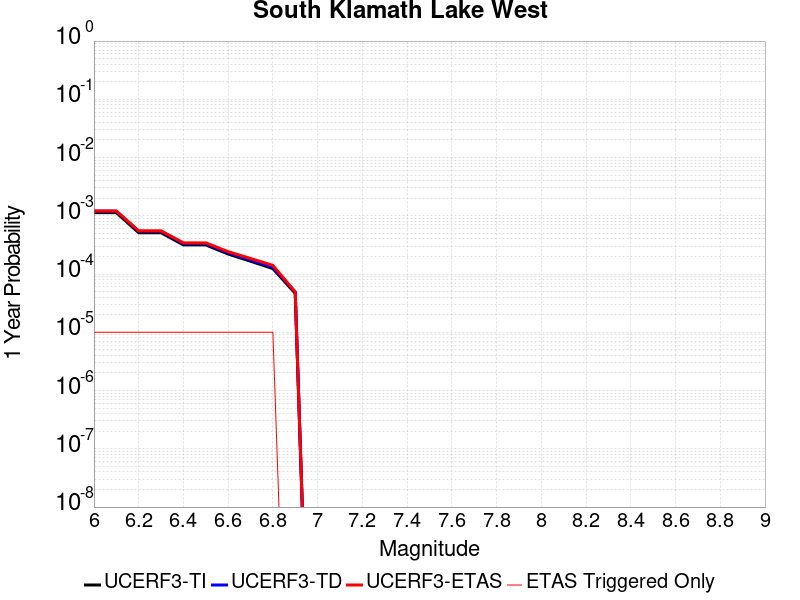 South Klamath Lake West
10^0
10^-1
10^-2
10^-3
10^-4
10^-5
10^-6
10^-7
10^-8
1 Year Probability
6 6.2 6.4 6.6 6.8 7 7.2 7.4 7.6 7.8 8 8.2 8.4 8.6 8.8 9
Magnitude
UCERF3-TI UCERF3-TD UCERF3-ETAS ETAS Triggered Only